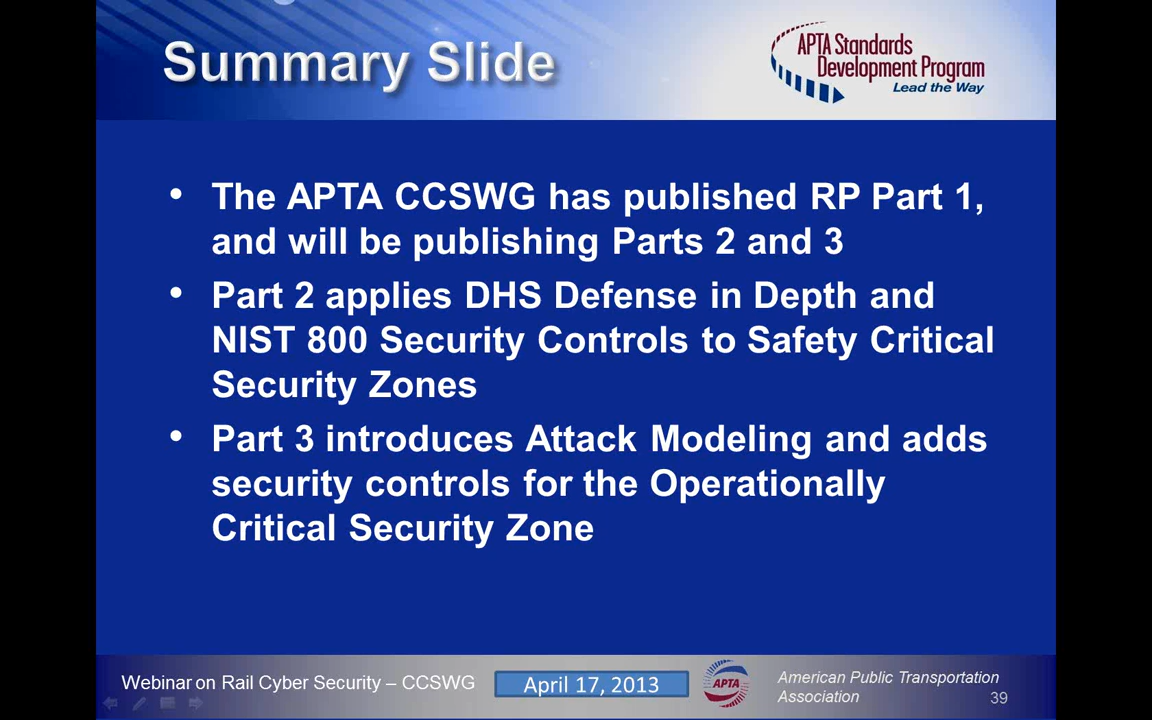 Summary Slide
APTA Standards
Development Program
Lead the Way
• The APTA CCSWG has published RP Part 1,
and will be publishing Parts 2 and 3
• Part 2 applies DHS Defense in Depth and
NIST 800 Security Controls to Safety Critical
Security Zones
• Part 3 introduces Attack Modeling and adds
security controls for the Operationally
Critical Security Zone
Webinar on Rail Cyber Security – CCSWG
April 17, 2013
APTA
American Public Transportation
Association
39